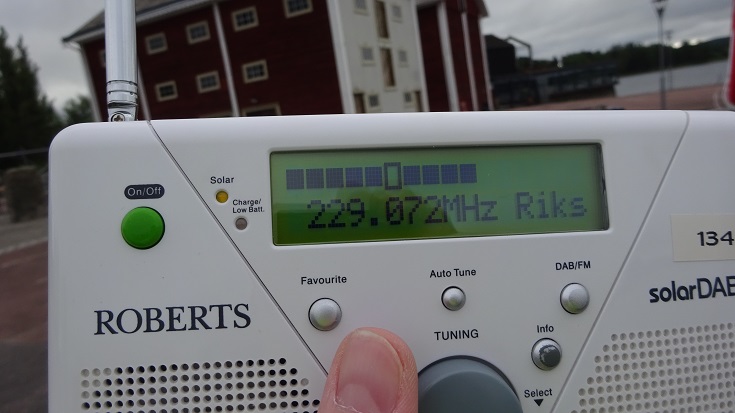 On/Off
Solar
Charge/
Low Batt.
229.072MHz Riks
134
Favourite
Auto Tune
DAB/FM
solarDAB
ROBERTS
TUNING
Info
Select